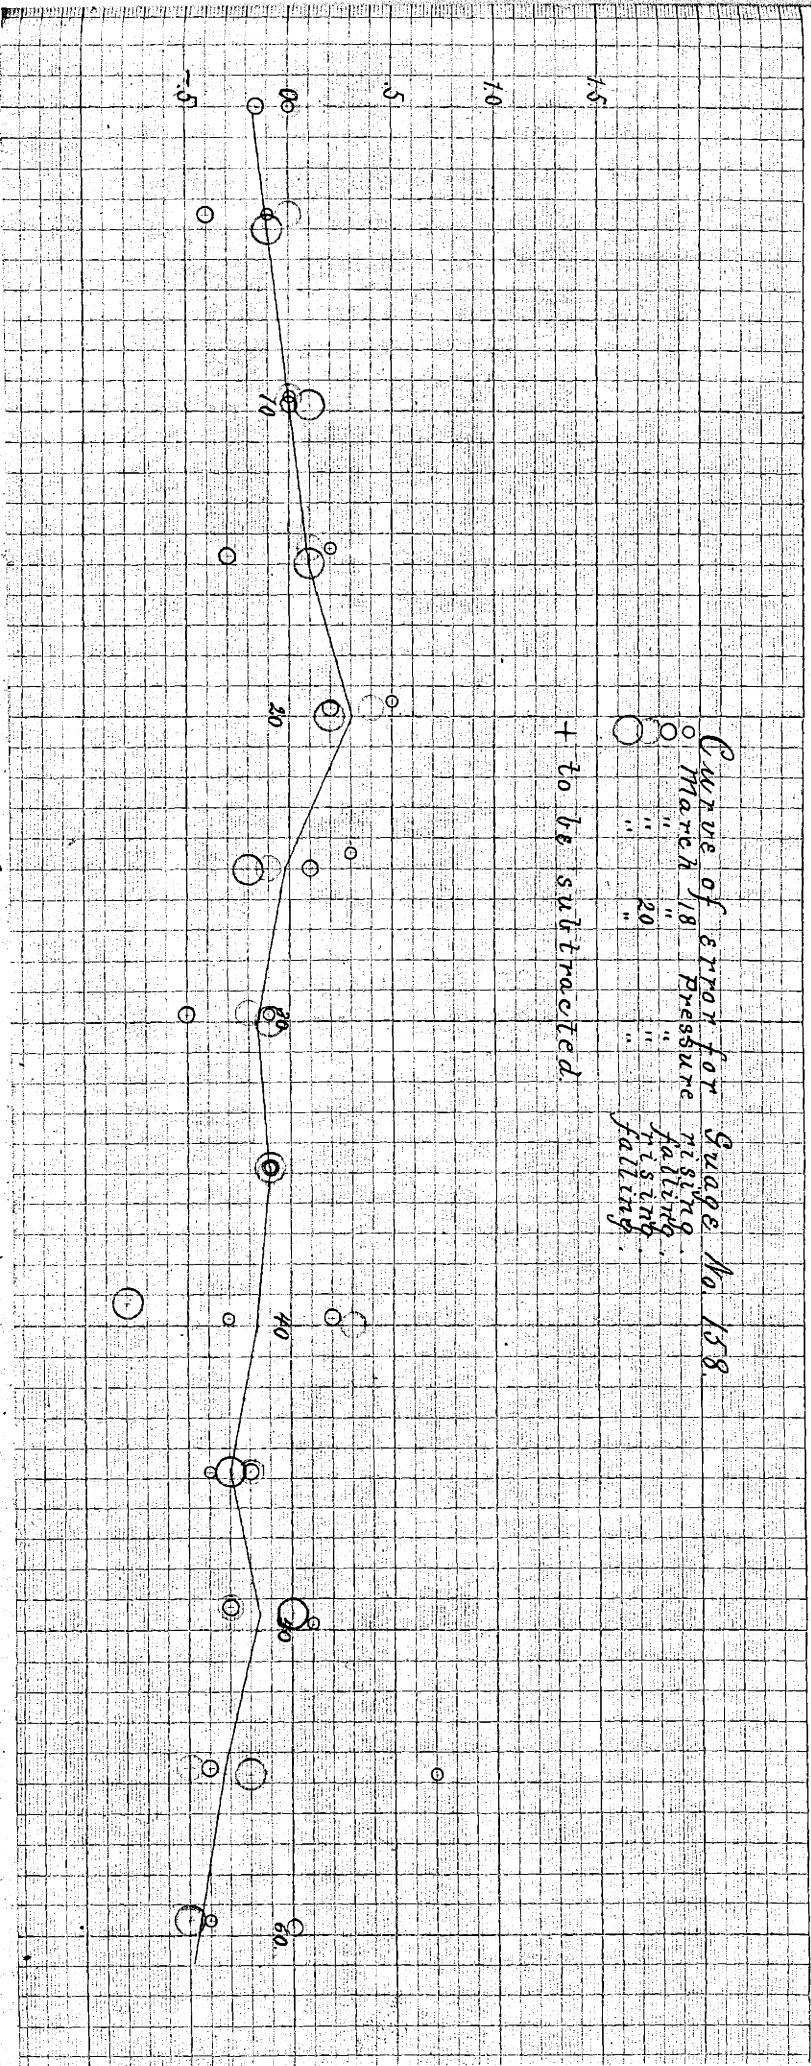 Curve of error for Guage No. 158.
March 18 Pressure rising.
" " " falling.
" 20 " rising.
" " " falling.
+ to be subtracted.
1.5
1.0
.5
0
-.5
10
20
30
40
50
60.